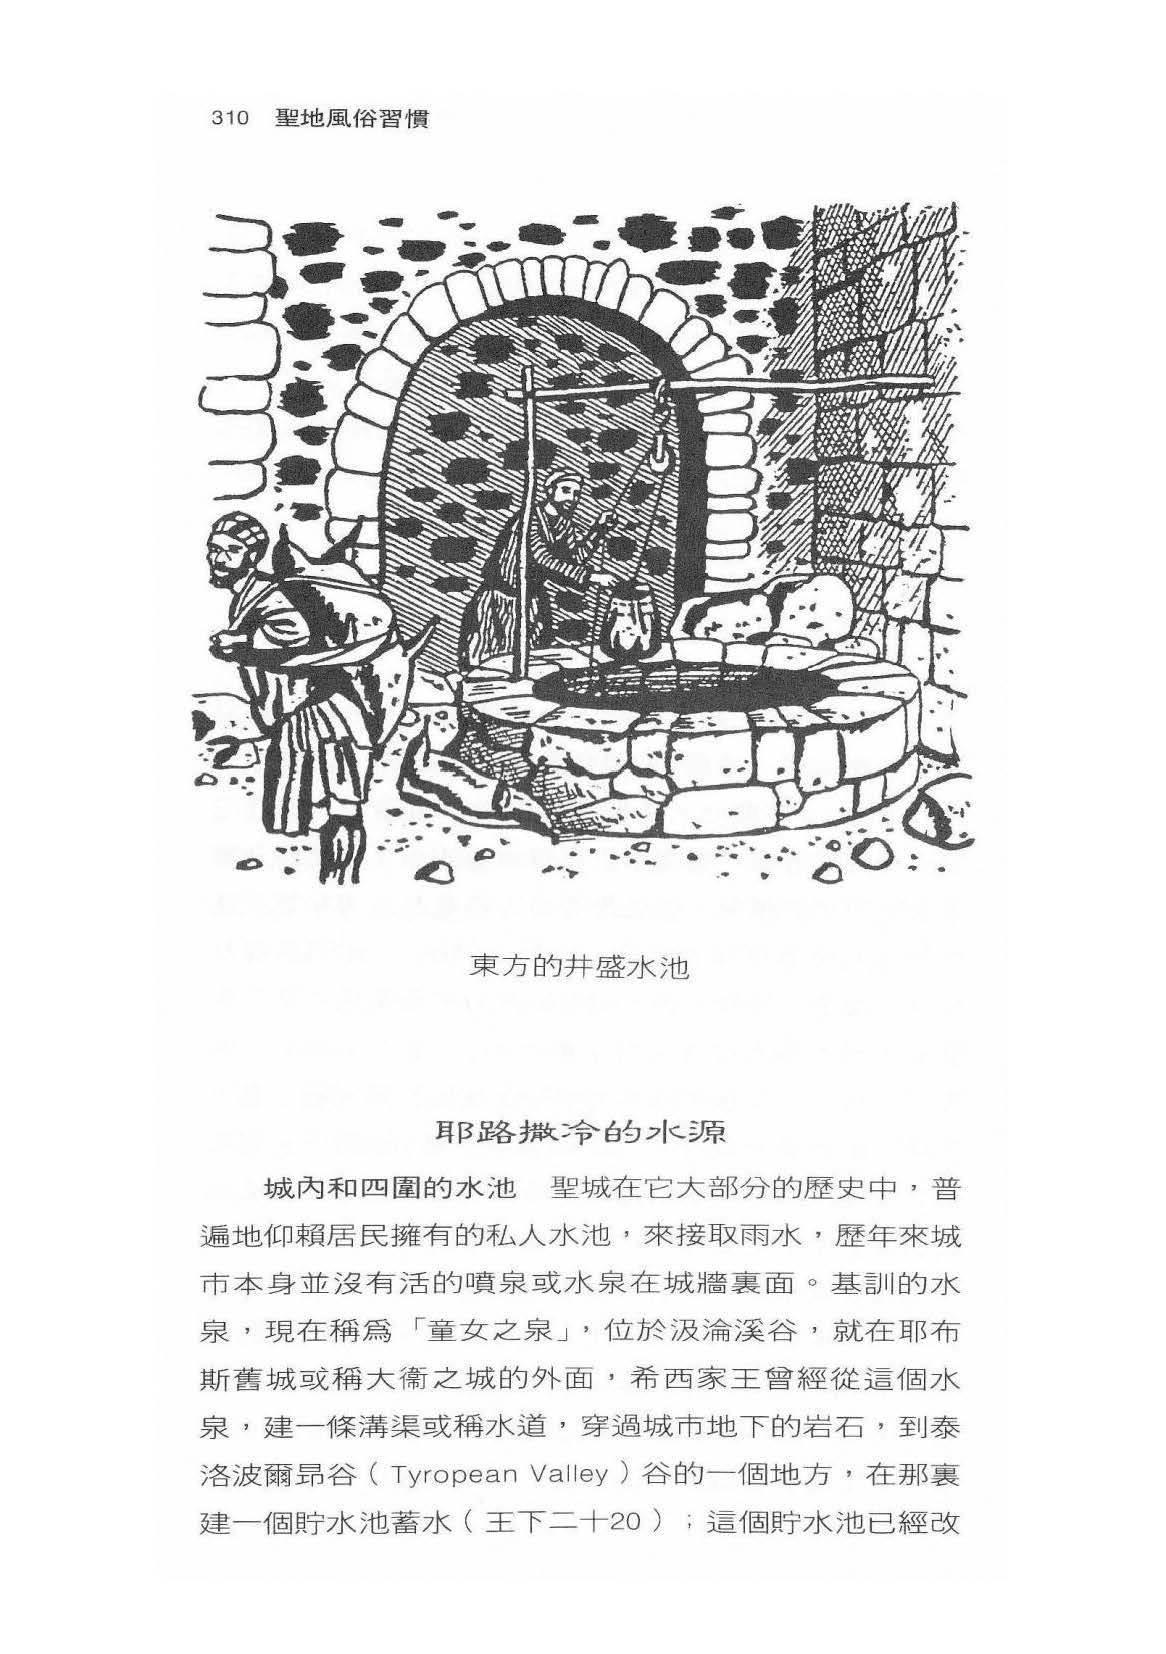 310 聖地風俗習慣
東方的井盛水池
耶路撒冷的水源
城內和四圍的水池 聖城在它大部分的歷史中，普
遍地仰賴居民擁有的私人水池，來接取雨水，歷年來城
市本身並沒有活的噴泉或水泉在城牆裏面。基訓的水
泉，現在稱爲「童女之泉」，位於汲淪溪谷，就在耶布
斯舊城或稱大衞之城的外面，希西家王曾經從這個水
泉，建一條溝渠或稱水道，穿過城市地下的岩石，到泰
洛波爾昂谷（Tyropean Valley）谷的一個地方，在那裏
建一個貯水池蓄水（王下二十20）；這個貯水池已經改